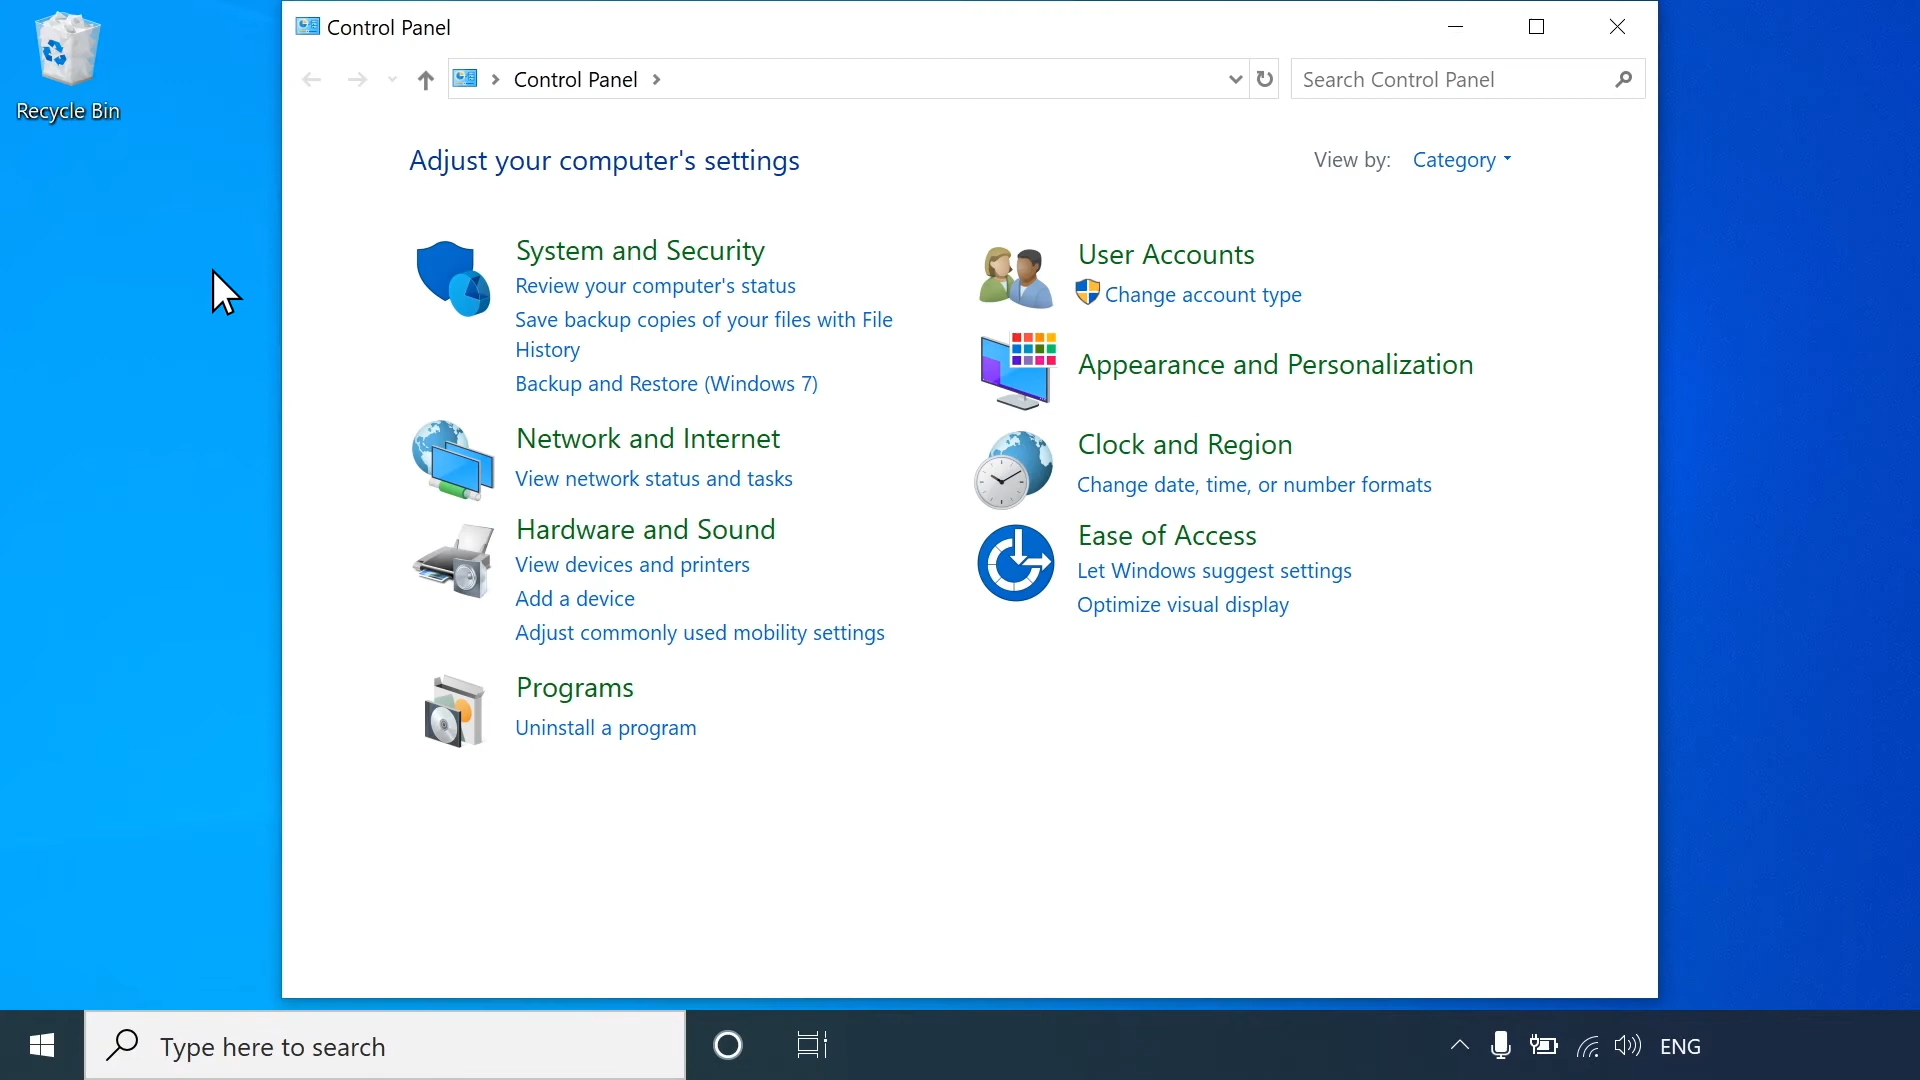 Control Panel
Control Panel
Search Control Panel
Recycle Bin
Adjust your computer's settings
View by: Category
System and Security
Review your computer's status
Save backup copies of your files with File
History
Backup and Restore (Windows 7)
Network and Internet
View network status and tasks
Hardware and Sound
View devices and printers
Add a device
Adjust commonly used mobility settings
Programs
Uninstall a program
User Accounts
Change account type
Appearance and Personalization
Clock and Region
Change date, time, or number formats
Ease of Access
Let Windows suggest settings
Optimize visual display
Type here to search
ENG